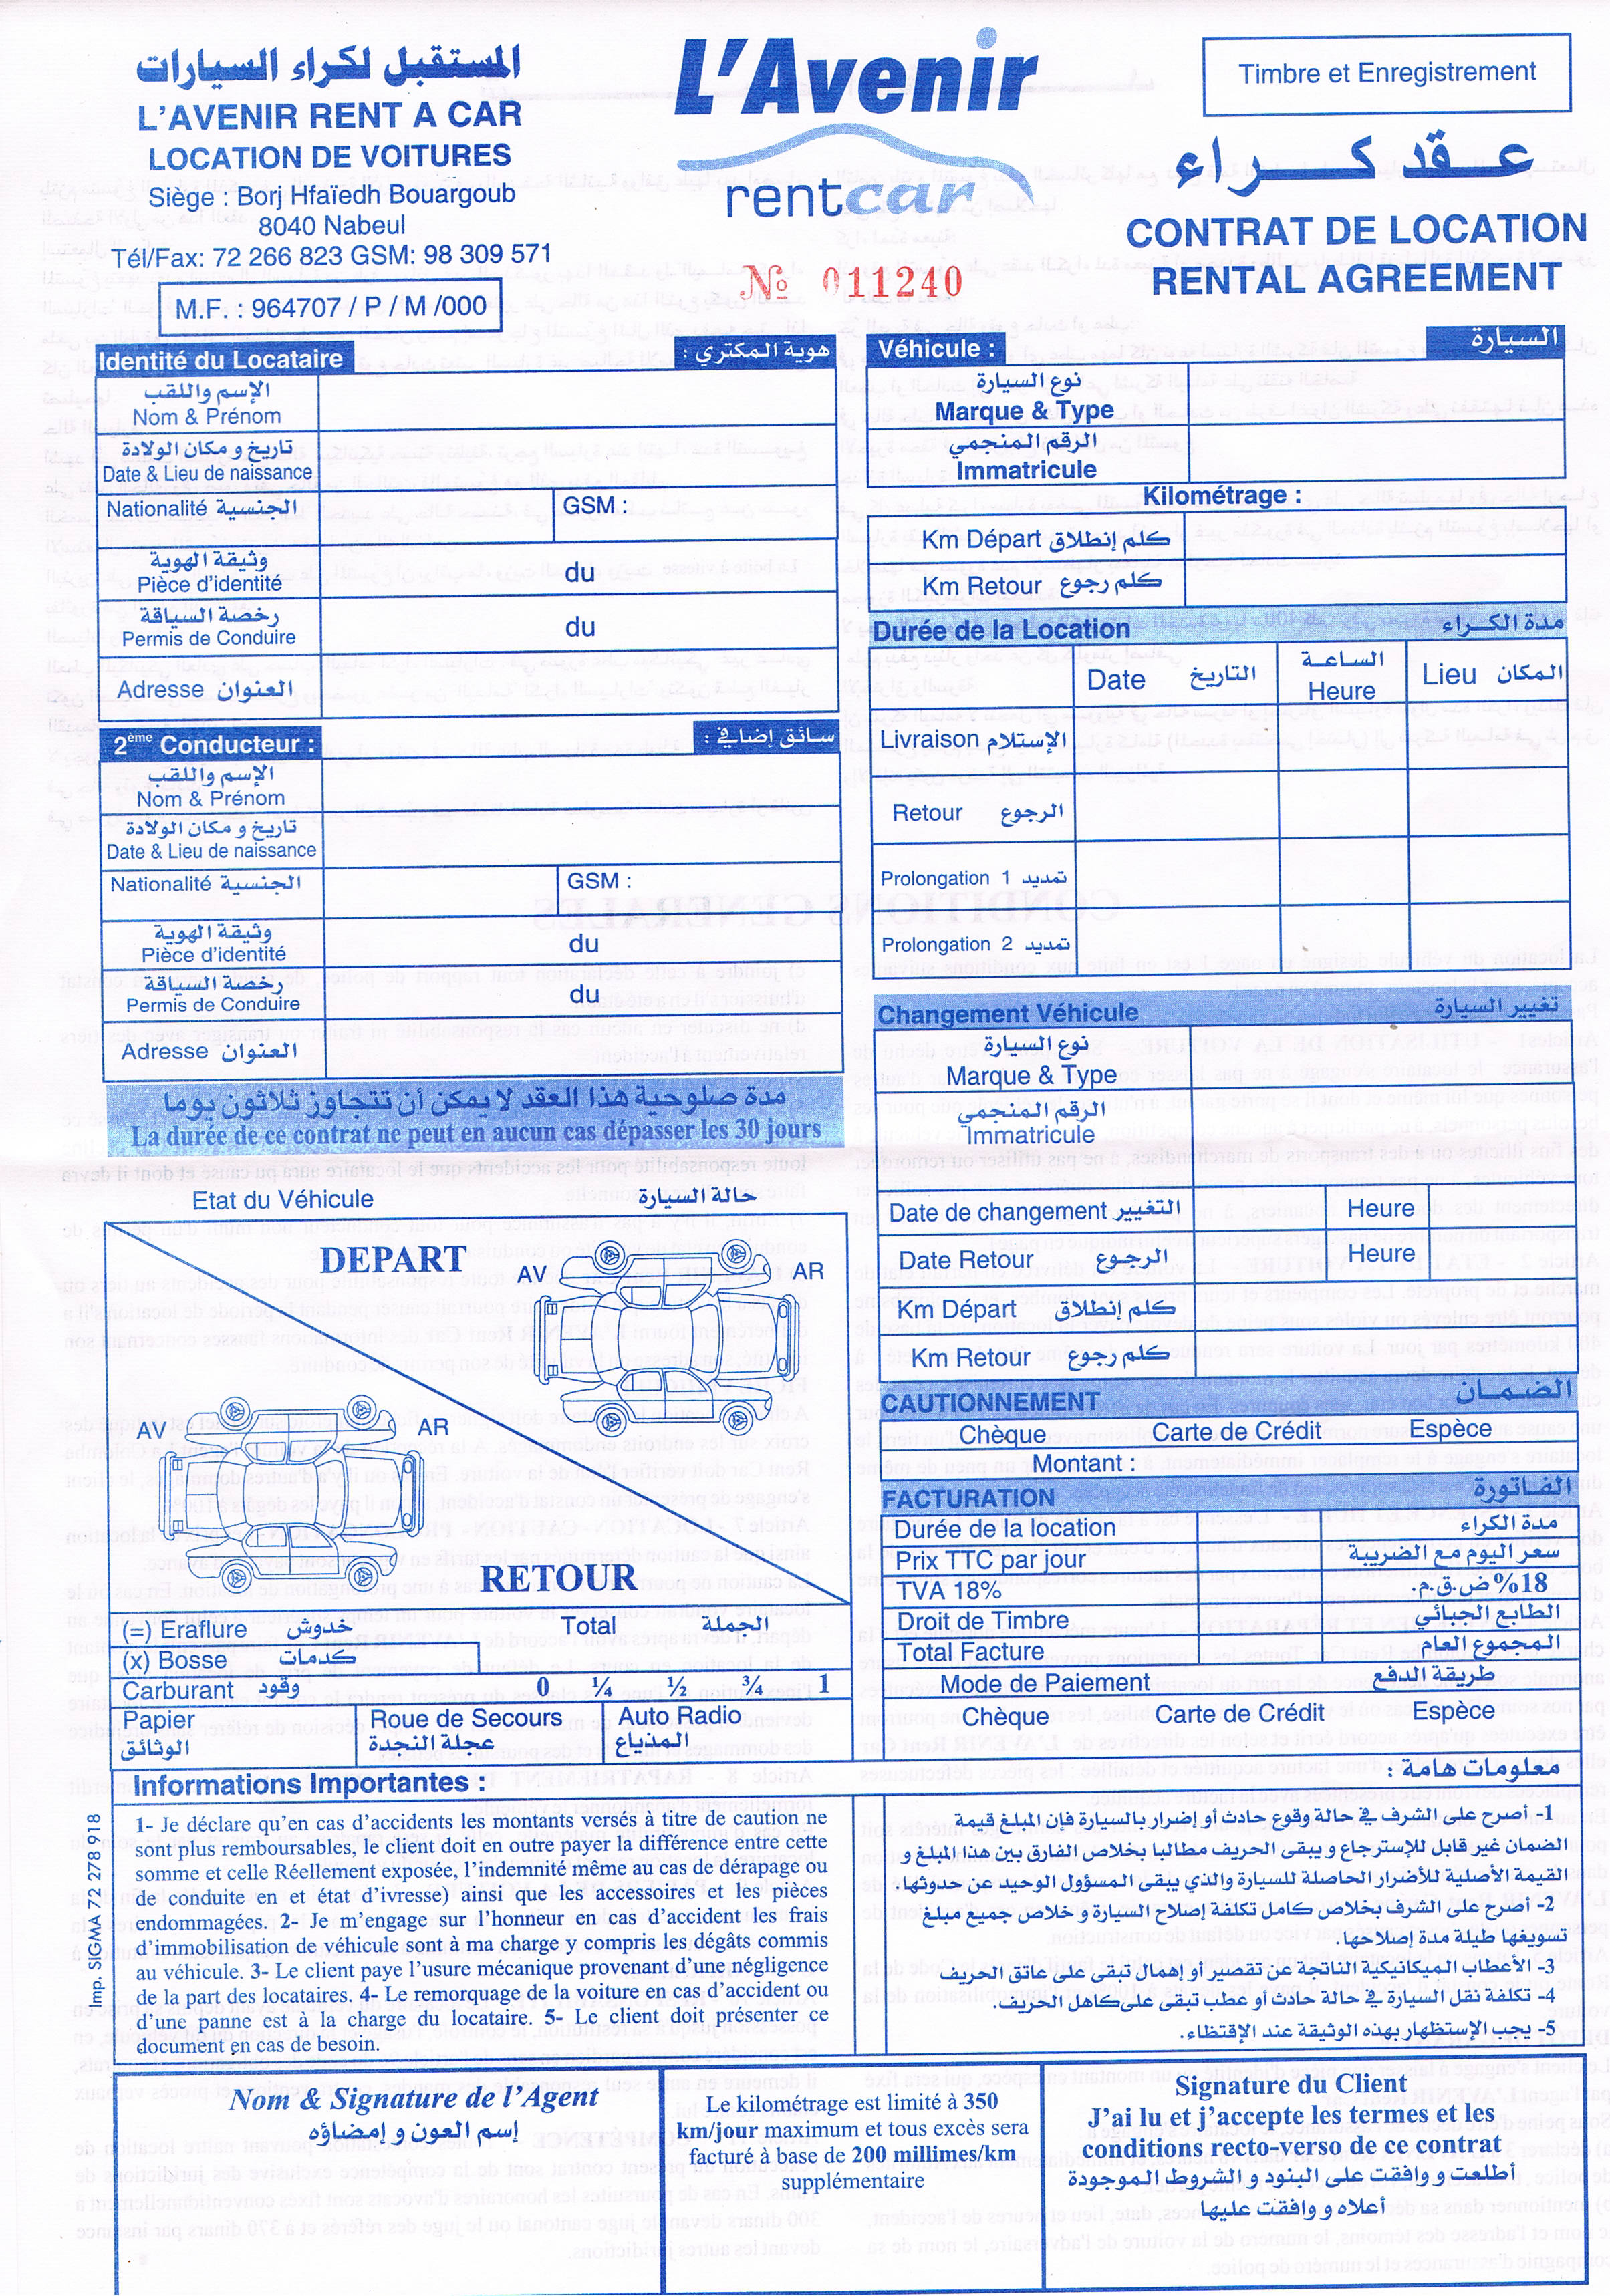 المستقبل لكراء السيارات
L'AVENIR RENT A CAR
LOCATION DE VOITURES
Siège : Borj Hfaïedh Bouargoub
8040 Nabeul
Tél/Fax: 72 266 823 GSM: 98 309 571
M.F. : 964707 / P / M /000
L'Avenir
rentcar
№ 011240
Timbre et Enregistrement
عـقـد كـــراء
CONTRAT DE LOCATION
RENTAL AGREEMENT
Identité du Locataire هوية المكتري :
الإسم واللقب
Nom & Prénom
تاريخ و مكان الولادة
Date & Lieu de naissance
Nationalité الجنسية GSM :
وثيقة الهوية
Pièce d'identité du
رخصة السياقة
Permis de Conduire du
Adresse العنوان
2ème Conducteur : سائق إضافي :
الإسم واللقب
Nom & Prénom
تاريخ و مكان الولادة
Date & Lieu de naissance
Nationalité الجنسية GSM :
وثيقة الهوية
Pièce d'identité du
رخصة السياقة
Permis de Conduire du
Adresse العنوان
مدة صلوحية هذا العقد لا يمكن أن تتجاوز ثلاثون يوما
La durée de ce contrat ne peut en aucun cas dépasser les 30 jours
Etat du Véhicule حالة السيارة
DEPART
AV AR
AV AR
RETOUR
(=) Eraflure خدوش Total الجملة
(x) Bosse كدمات
Carburant وقود 0 ¼ ½ ¾ 1
Papier Roue de Secours Auto Radio
الوثائق عجلة النجدة المذياع
Véhicule : السيارة
نوع السيارة
Marque & Type
الرقم المنجمي
Immatricule
Kilométrage :
Km Départ كلم إنطلاق
Km Retour كلم رجوع
Durée de la Location مدة الكـراء
Date التاريخ الساعة Heure Lieu المكان
Livraison الإستلام
Retour الرجوع
Prolongation 1 تمديد
Prolongation 2 تمديد
Changement Véhicule تغيير السيارة
نوع السيارة
Marque & Type
الرقم المنجمي
Immatricule
Date de changement التغيير Heure
Date Retour الرجوع Heure
Km Départ كلم إنطلاق
Km Retour كلم رجوع
CAUTIONNEMENT الضمـان
Chèque Carte de Crédit Espèce
Montant :
FACTURATION الفـاتورة
Durée de la location مدة الكراء
Prix TTC par jour سعر اليوم مع الضريبة
TVA 18% 18% ض.ق.م.
Droit de Timbre الطابع الجبائي
Total Facture المجموع العام
Mode de Paiement طريقة الدفع
Chèque Carte de Crédit Espèce
Informations Importantes : معلومات هامة :
1- Je déclare qu'en cas d'accidents les montants versés à titre de caution ne
sont plus remboursables, le client doit en outre payer la différence entre cette
somme et celle Réellement exposée, l'indemnité même au cas de dérapage ou
de conduite en et état d'ivresse) ainsi que les accessoires et les pièces
endommagées. 2- Je m'engage sur l'honneur en cas d'accident les frais
d'immobilisation de véhicule sont à ma charge y compris les dégâts commis
au véhicule. 3- Le client paye l'usure mécanique provenant d'une négligence
de la part des locataires. 4- Le remorquage de la voiture en cas d'accident ou
d'une panne est à la charge du locataire. 5- Le client doit présenter ce
document en cas de besoin.
1- أصرح على الشرف في حالة وقوع حادث أو إضرار بالسيارة فإن المبلغ قيمة
الضمان غير قابل للإسترجاع و يبقى الحريف مطالبا بخلاص الفارق بين هذا المبلغ و
القيمة الأصلية للأضرار الحاصلة للسيارة والذي يبقى المسؤول الوحيد عن حدوثها.
2- أصرح على الشرف بخلاص كامل تكلفة إصلاح السيارة و خلاص جميع مبلغ
تسويغها طيلة مدة إصلاحها.
3- الأعطاب الميكانيكية الناتجة عن تقصير أو إهمال تبقى على عاتق الحريف
4- تكلفة نقل السيارة في حالة حادث أو عطب تبقى على كاهل الحريف.
5- يجب الإستظهار بهذه الوثيقة عند الإقتظاء.
Imp. SIGMA 72 278 918
Nom & Signature de l'Agent
إسم العون و إمضاؤه
Le kilométrage est limité à 350
km/jour maximum et tous excès sera
facturé à base de 200 millimes/km
supplémentaire
Signature du Client
J'ai lu et j'accepte les termes et les
conditions recto-verso de ce contrat
أطلعت و وافقت على البنود و الشروط الموجودة
أعلاه و وافقت عليها